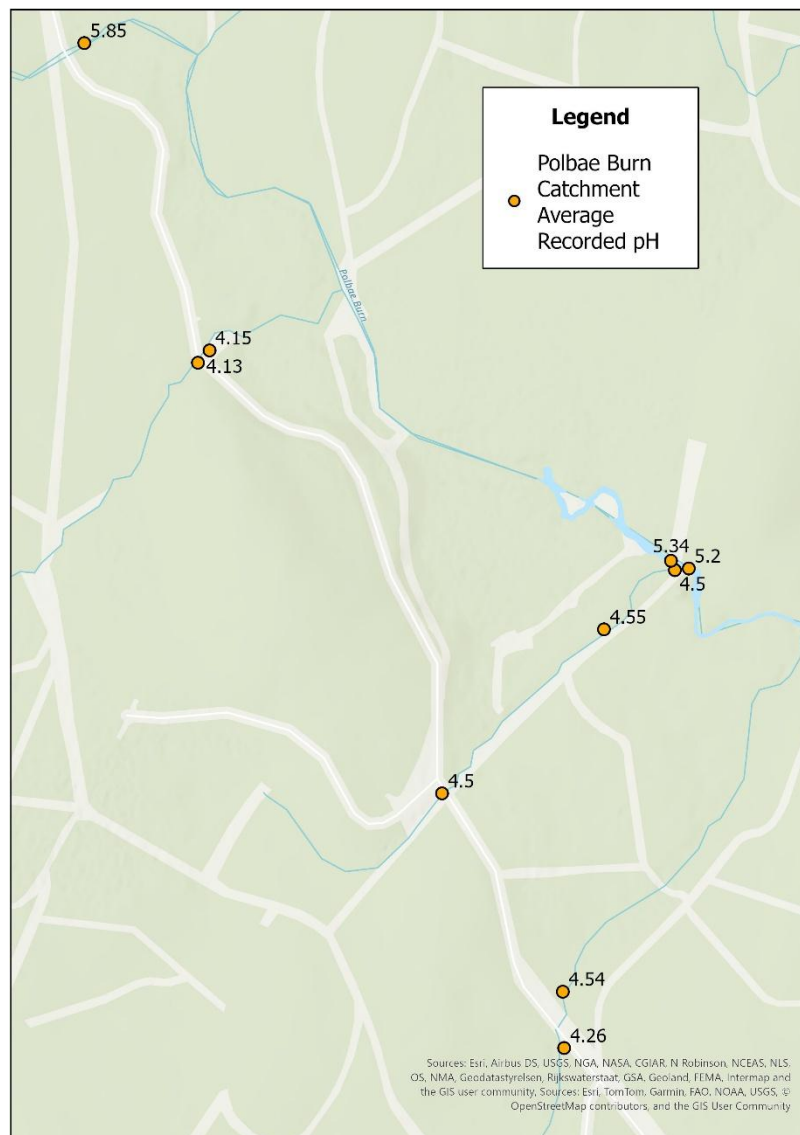 5.85
Legend
Polbae Burn
Catchment
Average
Recorded pH
Polbae Burn
4.15
4.13
5.34
5.2
4.5
4.55
4.5
4.54
4.26
Sources: Esri, Airbus DS, USGS, NGA, NASA, CGIAR, N Robinson, NCEAS, NLS,
OS, NMA, Geodatastyrelsen, Rijkswaterstaat, GSA, Geoland, FEMA, Intermap and
the GIS user community, Sources: Esri, TomTom, Garmin, FAO, NOAA, USGS, ©
OpenStreetMap contributors, and the GIS User Community